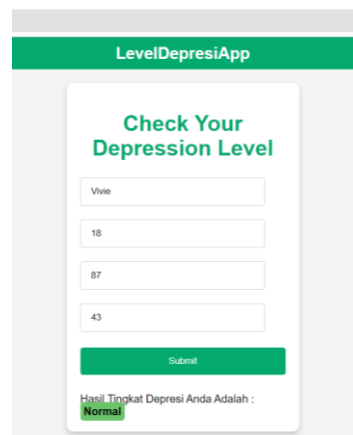 LevelDepresiApp
Check Your
Depression Level
Vivie
18
87
43
Submit
Hasil Tingkat Depresi Anda Adalah :
Normal